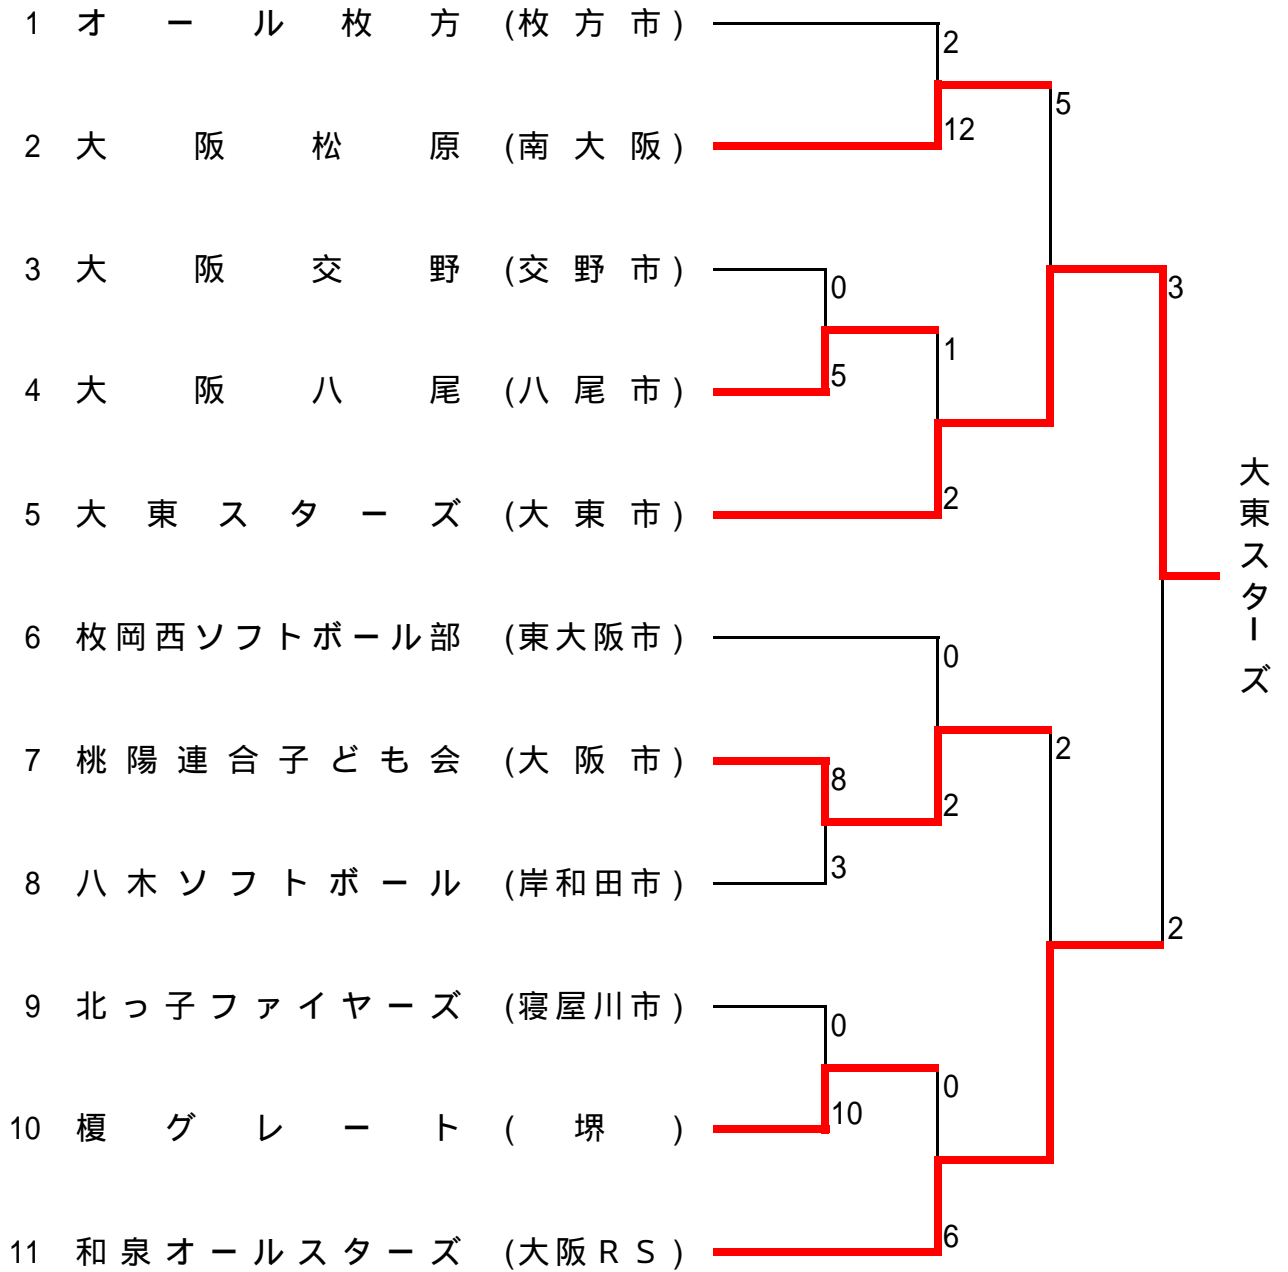 1 オール枚方 (枚方市)
2
12
5
2 大阪松原 (南大阪)
3 大阪交野 (交野市)
0
3
1
5
4 大阪八尾 (八尾市)
2
5 大東スターズ (大東市)
大東スターズ
6 枚岡西ソフトボール部 (東大阪市)
0
2
7 桃陽連合子ども会 (大阪市)
8
2
3
8 八木ソフトボール (岸和田市)
2
9 北っ子ファイヤーズ (寝屋川市)
0
0
10
10 榎グレート (堺)
6
11 和泉オールスターズ (大阪RS)